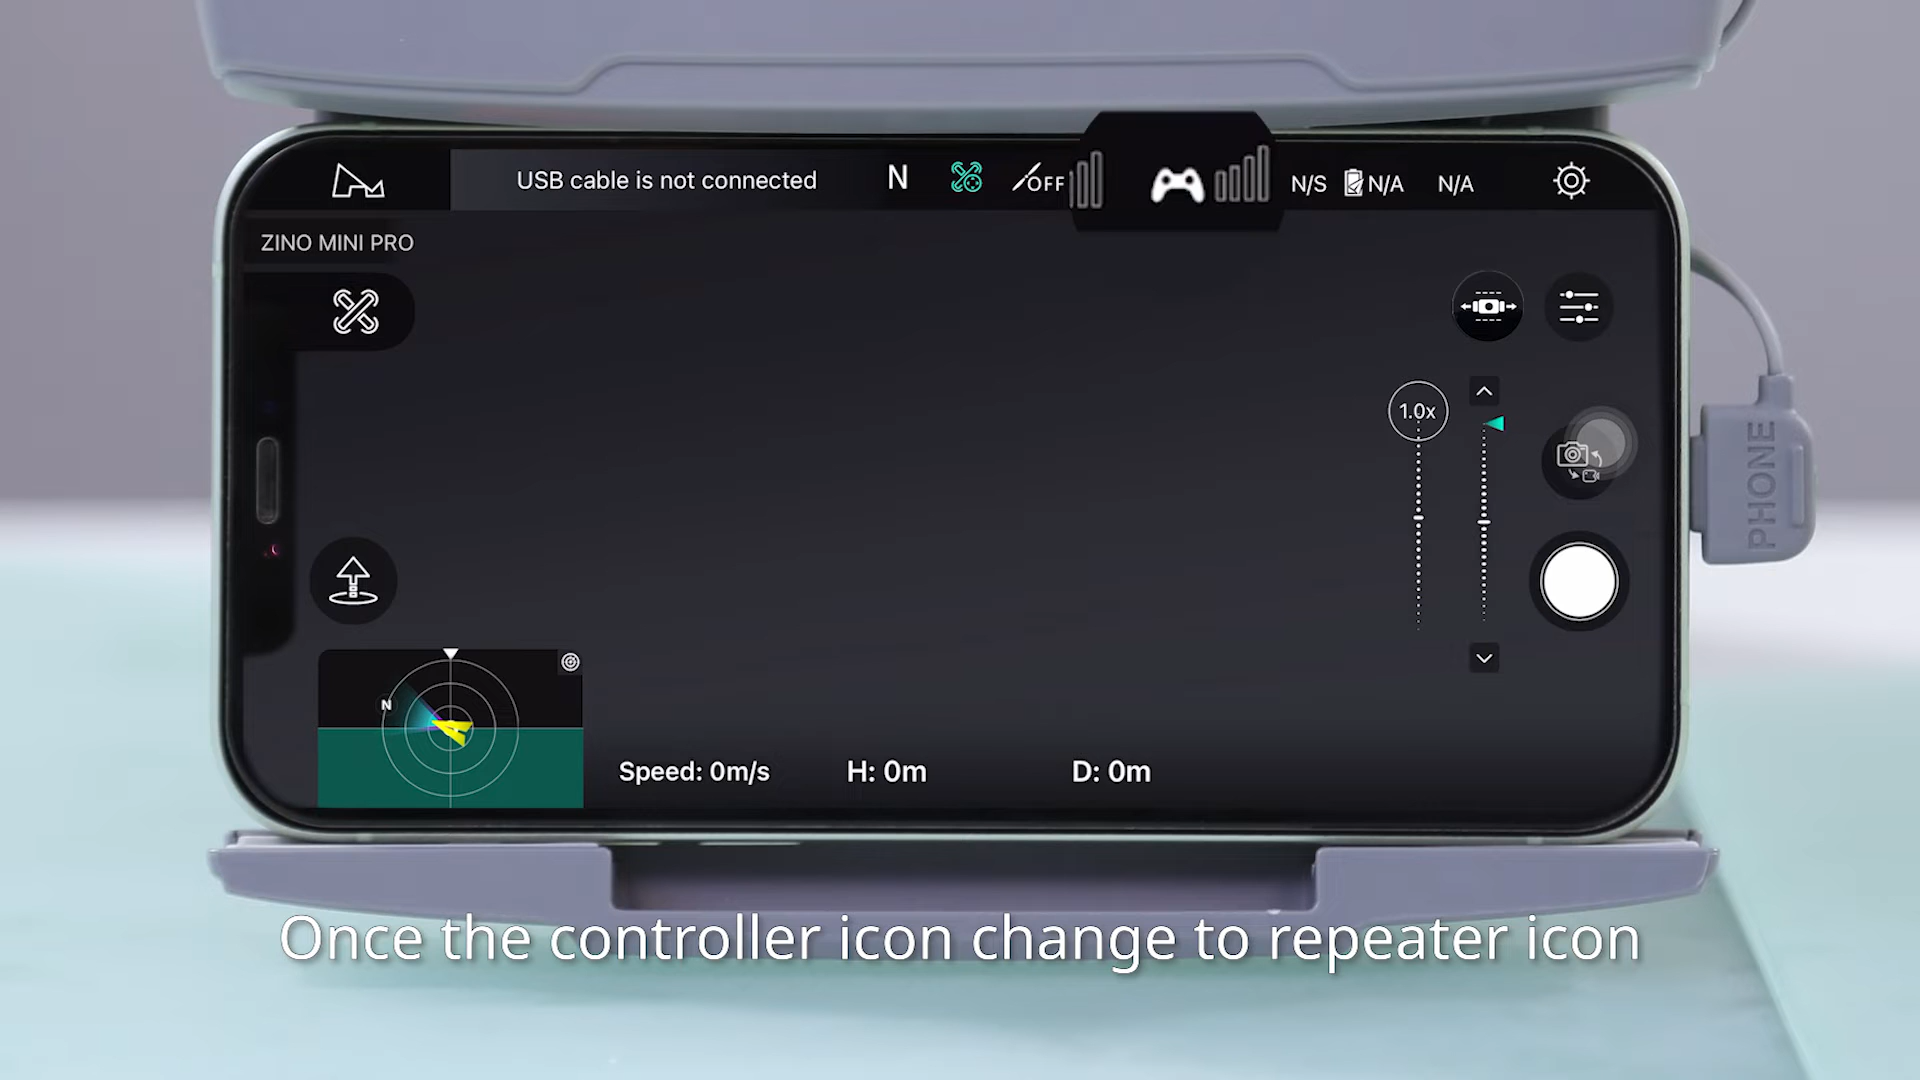 USB cable is not connected
N
OFF
N/S
N/A
N/A
ZINO MINI PRO
1.0x
PHONE
N
Speed: 0m/s
H: 0m
D: 0m
Once the controller icon change to repeater icon